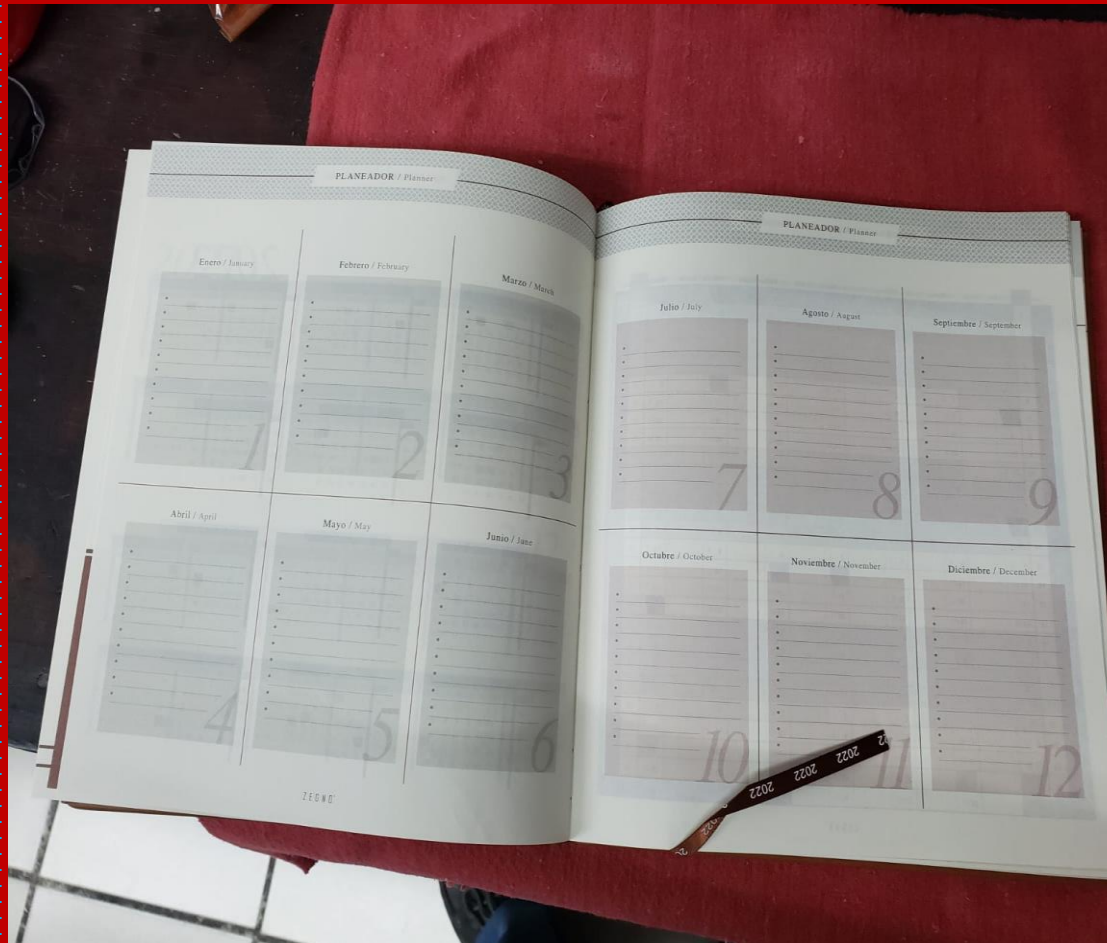 PLANEADOR / Planner
Enero / January
Febrero / February
Marzo / March
1
2
3
Abril / April
Mayo / May
Junio / June
4
5
6
ZEGNO
PLANEADOR / Planner
Julio / July
Agosto / August
Septiembre / September
7
8
9
Octubre / October
Noviembre / November
Diciembre / December
10
11
12
2022 2022 2022 2022